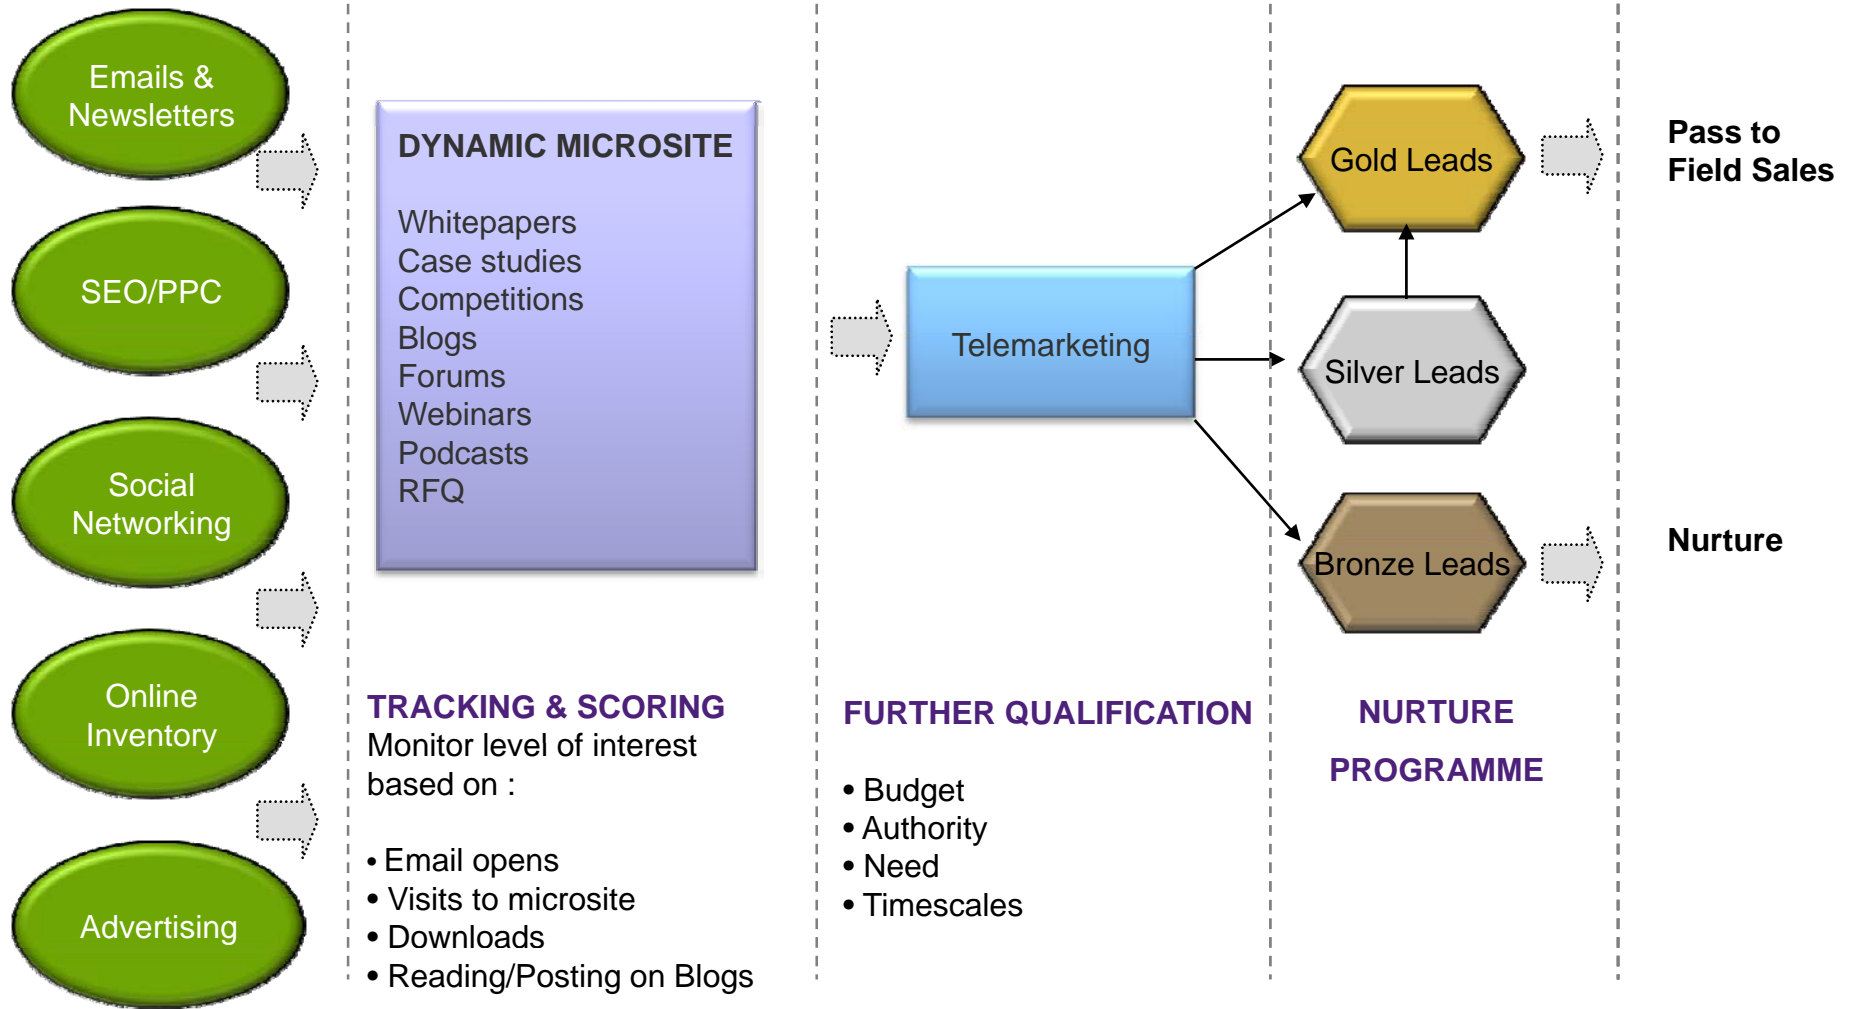 Emails &
Newsletters
SEO/PPC
Social
Networking
Online
Inventory
Advertising
DYNAMIC MICROSITE
Whitepapers
Case studies
Competitions
Blogs
Forums
Webinars
Podcasts
RFQ
TRACKING & SCORING
Monitor level of interest
based on :
• Email opens
• Visits to microsite
• Downloads
• Reading/Posting on Blogs
Telemarketing
FURTHER QUALIFICATION
• Budget
• Authority
• Need
• Timescales
Gold Leads
Silver Leads
Bronze Leads
NURTURE
PROGRAMME
Pass to
Field Sales
Nurture